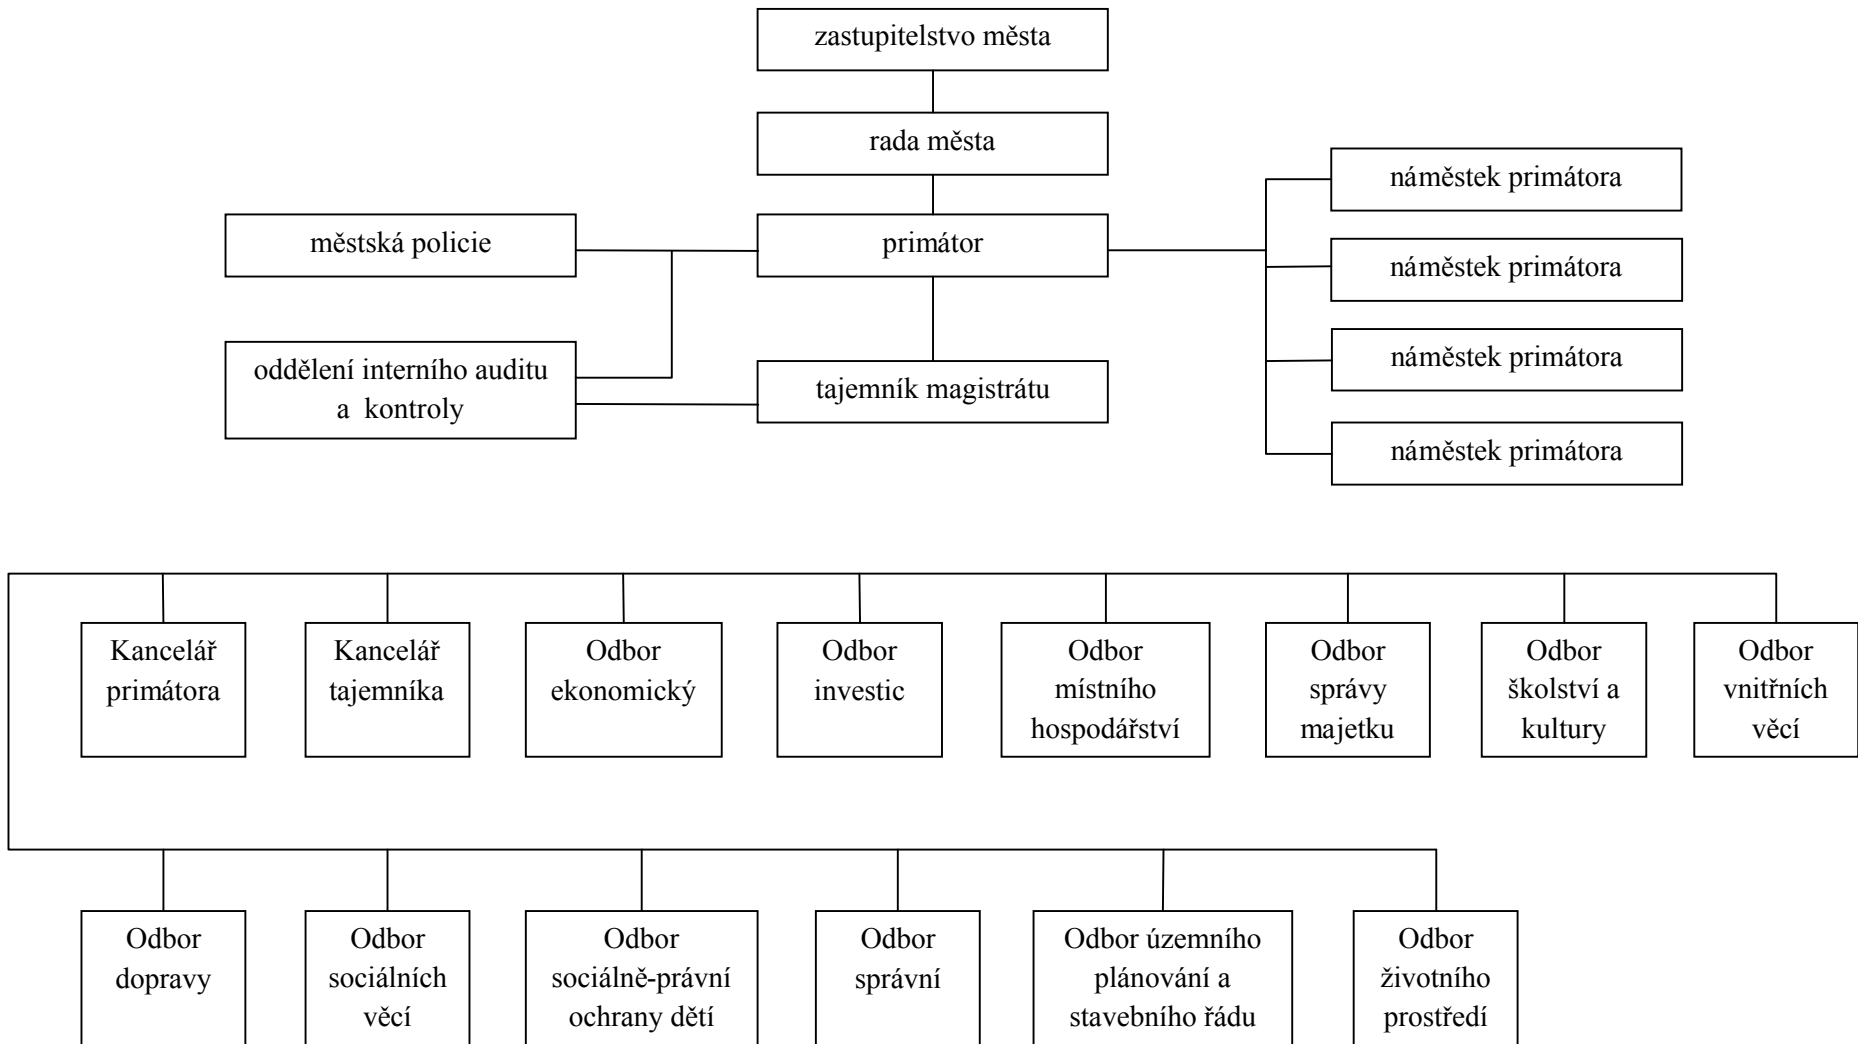 zastupitelstvo města
rada města
náměstek primátora
městská policie
primátor
náměstek primátora
oddělení interního auditu
a kontroly
tajemník magistrátu
náměstek primátora
náměstek primátora
Kancelář
primátora
Kancelář
tajemníka
Odbor
ekonomický
Odbor
investic
Odbor
místního
hospodářství
Odbor
správy
majetku
Odbor
školství a
kultury
Odbor
vnitřních
věcí
Odbor
dopravy
Odbor
sociálních
věcí
Odbor
sociálně-právní
ochrany dětí
Odbor
správní
Odbor územního
plánování a
stavebního řádu
Odbor
životního
prostředí